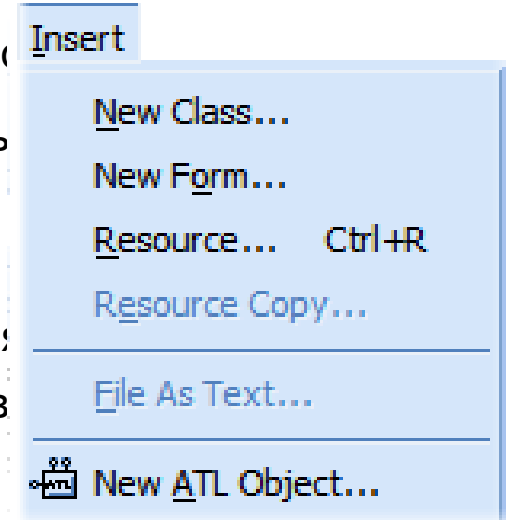 Insert
New Class...
New Form...
Resource... Ctrl+R
Resource Copy...
File As Text...
New ATL Object...